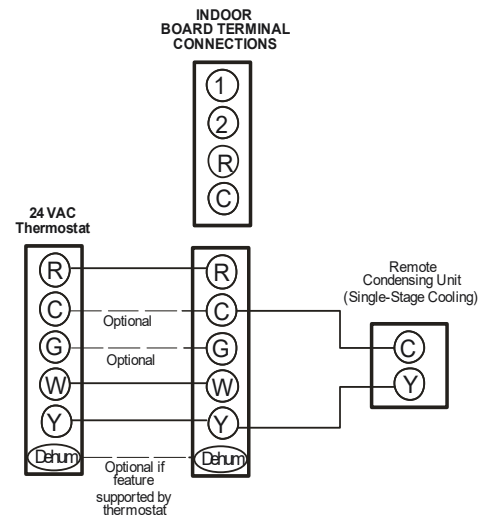 INDOOR
BOARD TERMINAL
CONNECTIONS
1
2
R
C
24 VAC
Thermostat
R
C
G
W
Y
Dehum
Optional
Optional
Optional if
feature
supported by
thermostat
R
C
G
W
Y
Dehum
Remote
Condensing Unit
(Single-Stage Cooling)
C
Y